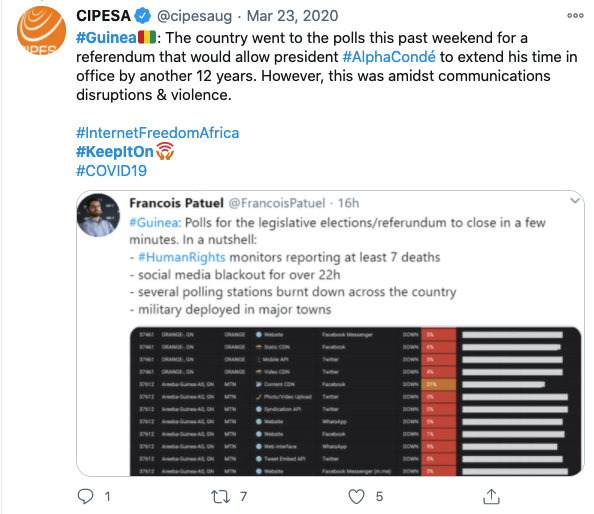 CIPESA @cipesaug · Mar 23, 2020
#Guinea: The country went to the polls this past weekend for a
referendum that would allow president #AlphaCondé to extend his time in
office by another 12 years. However, this was amidst communications
disruptions & violence.
#InternetFreedomAfrica
#KeepItOn
#COVID19
Francois Patuel @FrancoisPatuel · 16h
#Guinea: Polls for the legislative elections/referundum to close in a few
minutes. In a nutshell:
- #HumanRights monitors reporting at least 7 deaths
- social media blackout for over 22h
- several polling stations burnt down across the country
- military deployed in major towns
37461 ORANGE, GN ORANGE Website Facebook Messenger DOWN
37461 ORANGE, GN ORANGE Static CDN Facebook DOWN
37461 ORANGE, GN ORANGE Mobile API Twitter DOWN
37461 ORANGE, GN ORANGE Video CDN Twitter DOWN
37612 Areeba-Guinea-AS, GN MTN Content CDN Facebook DOWN 21%
37612 Areeba-Guinea-AS, GN MTN Photo/Video Upload Twitter DOWN 0%
37612 Areeba-Guinea-AS, GN MTN Syndication API Twitter DOWN 0%
37612 Areeba-Guinea-AS, GN MTN Website WhatsApp DOWN
37612 Areeba-Guinea-AS, GN MTN Website Facebook DOWN 1%
37612 Areeba-Guinea-AS, GN MTN Web Interface WhatsApp DOWN
37612 Areeba-Guinea-AS, GN MTN Tweet Embed API Twitter DOWN
37612 Areeba-Guinea-AS, GN MTN Website Facebook Messenger (m.me) DOWN 0%
1 7 5